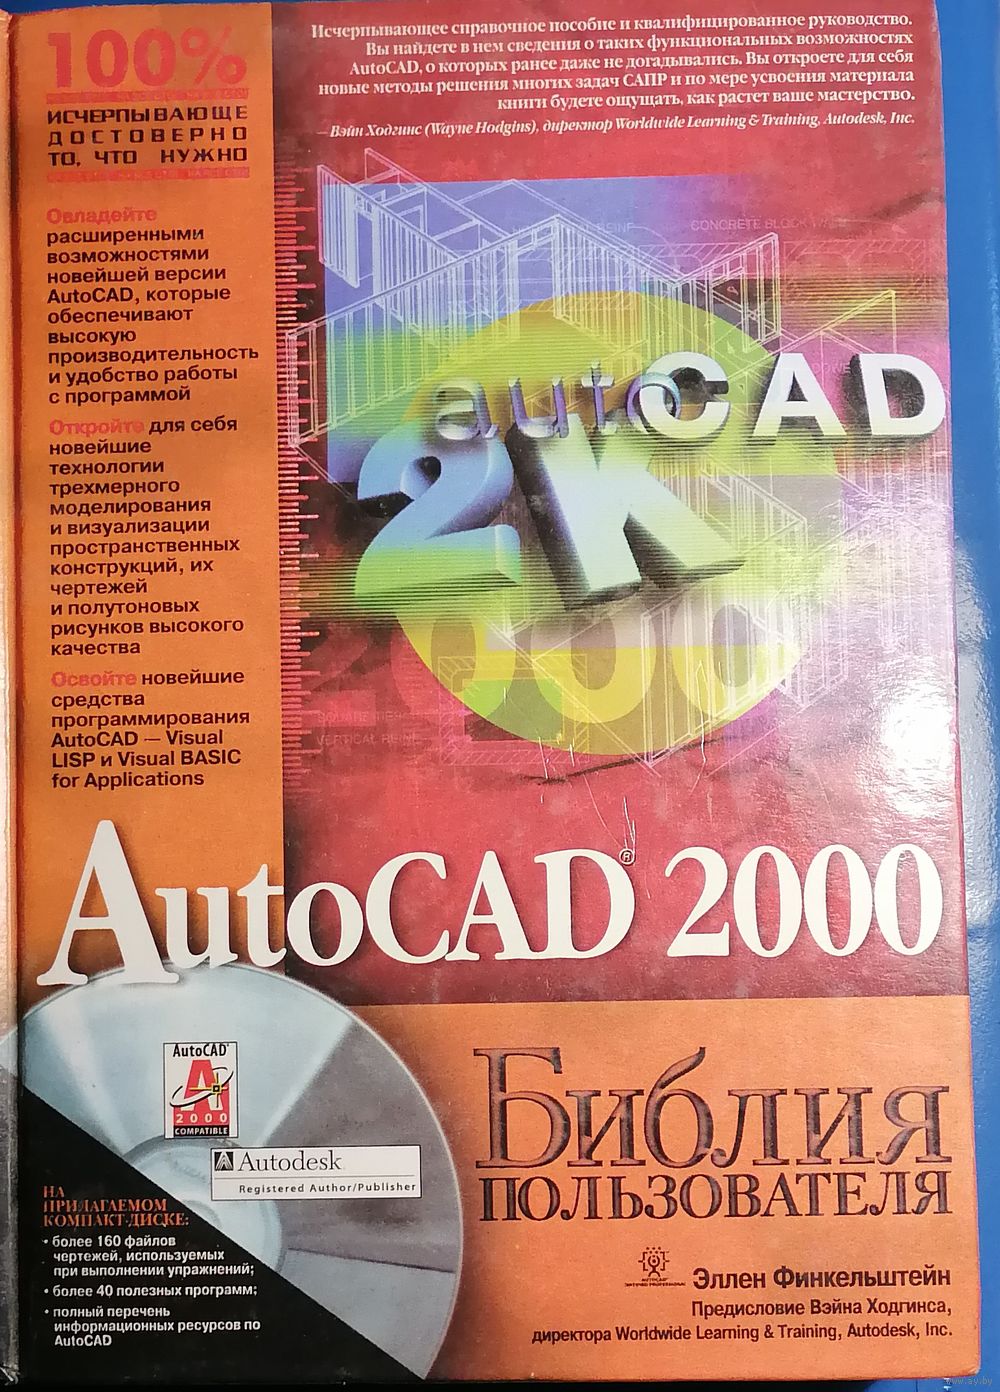 100%
ИСЧЕРПЫВАЮЩЕ
ДОСТОВЕРНО
ТО, ЧТО НУЖНО
Исчерпывающее справочное пособие и квалифицированное руководство.
Вы найдете в нем сведения о таких функциональных возможностях
AutoCAD, о которых ранее даже не догадывались. Вы откроете для себя
новые методы решения многих задач САПР и по мере усвоения материала
книги будете ощущать, как растет ваше мастерство.
— Вэйн Ходгинс (Wayne Hodgins), директор Worldwide Learning & Training, Autodesk, Inc.
Овладейте
расширенными
возможностями
новейшей версии
AutoCAD, которые
обеспечивают
высокую
производительность
и удобство работы
с программой
Откройте для себя
новейшие
технологии
трехмерного
моделирования
и визуализации
пространственных
конструкций, их
чертежей
и полутоновых
рисунков высокого
качества
Освойте новейшие
средства
программирования
AutoCAD — Visual
LISP и Visual BASIC
for Applications
CONCRETE BLOCK
autoCAD
2K
2000
VERTICAL
AutoCAD® 2000
AutoCAD
2000
COMPATIBLE
Autodesk
Registered Author/Publisher
НА
ПРИЛАГАЕМОМ
КОМПАКТ-ДИСКЕ:
• более 160 файлов
чертежей, используемых
при выполнении упражнений;
• более 40 полезных программ;
• полный перечень
информационных ресурсов по
AutoCAD
Библия
ПОЛЬЗОВАТЕЛЯ
Эллен Финкельштейн
Предисловие Вэйна Ходгинса,
директора Worldwide Learning & Training, Autodesk, Inc.
www.ay.by